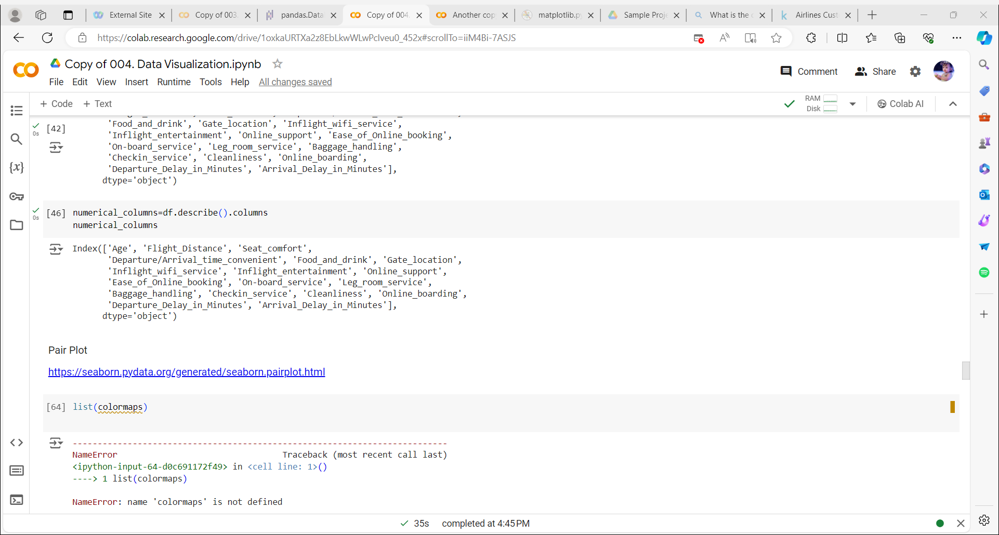 External Site
Copy of 003.
pandas.Data
Copy of 004.
Another cop
matplotlib.p
Sample Proje
What is the
Airlines Cust
https://colab.research.google.com/drive/1oxkaURTXa2z8EbLkwWLwPclveu0_452x#scrollTo=iiM4Bi-7ASJS
Copy of 004. Data Visualization.ipynb
Comment
Share
File Edit View Insert Runtime Tools Help All changes saved
+ Code + Text
RAM
Disk
Colab AI
[42] 'Food_and_drink', 'Gate_location', 'Inflight_wifi_service',
0s
'Inflight_entertainment', 'Online_support', 'Ease_of_Online_booking',
'On-board_service', 'Leg_room_service', 'Baggage_handling',
'Checkin_service', 'Cleanliness', 'Online_boarding',
'Departure_Delay_in_Minutes', 'Arrival_Delay_in_Minutes'],
dtype='object')
[46] numerical_columns=df.describe().columns
0s
numerical_columns
Index(['Age', 'Flight_Distance', 'Seat_comfort',
'Departure/Arrival_time_convenient', 'Food_and_drink', 'Gate_location',
'Inflight_wifi_service', 'Inflight_entertainment', 'Online_support',
'Ease_of_Online_booking', 'On-board_service', 'Leg_room_service',
'Baggage_handling', 'Checkin_service', 'Cleanliness', 'Online_boarding',
'Departure_Delay_in_Minutes', 'Arrival_Delay_in_Minutes'],
dtype='object')
Pair Plot
https://seaborn.pydata.org/generated/seaborn.pairplot.html
[64] list(colormaps)
---------------------------------------------------------------------------
NameError Traceback (most recent call last)
<ipython-input-64-d0c691172f49> in <cell line: 1>()
----> 1 list(colormaps)
NameError: name 'colormaps' is not defined
35s completed at 4:45 PM